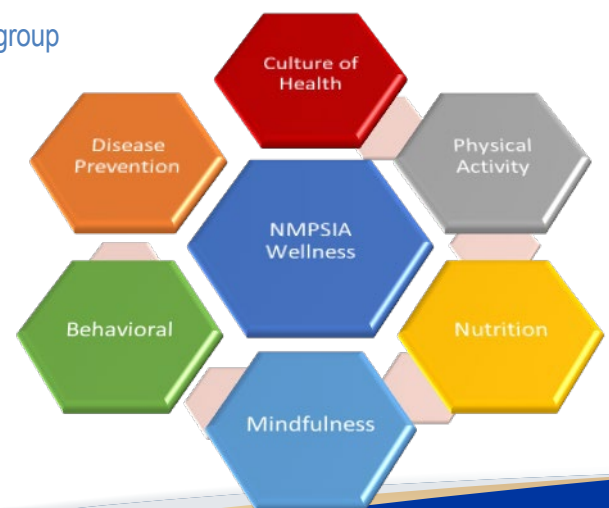 group
Culture of
Health
Disease
Prevention
Physical
Activity
NMPSIA
Wellness
Behavioral
Nutrition
Mindfulness